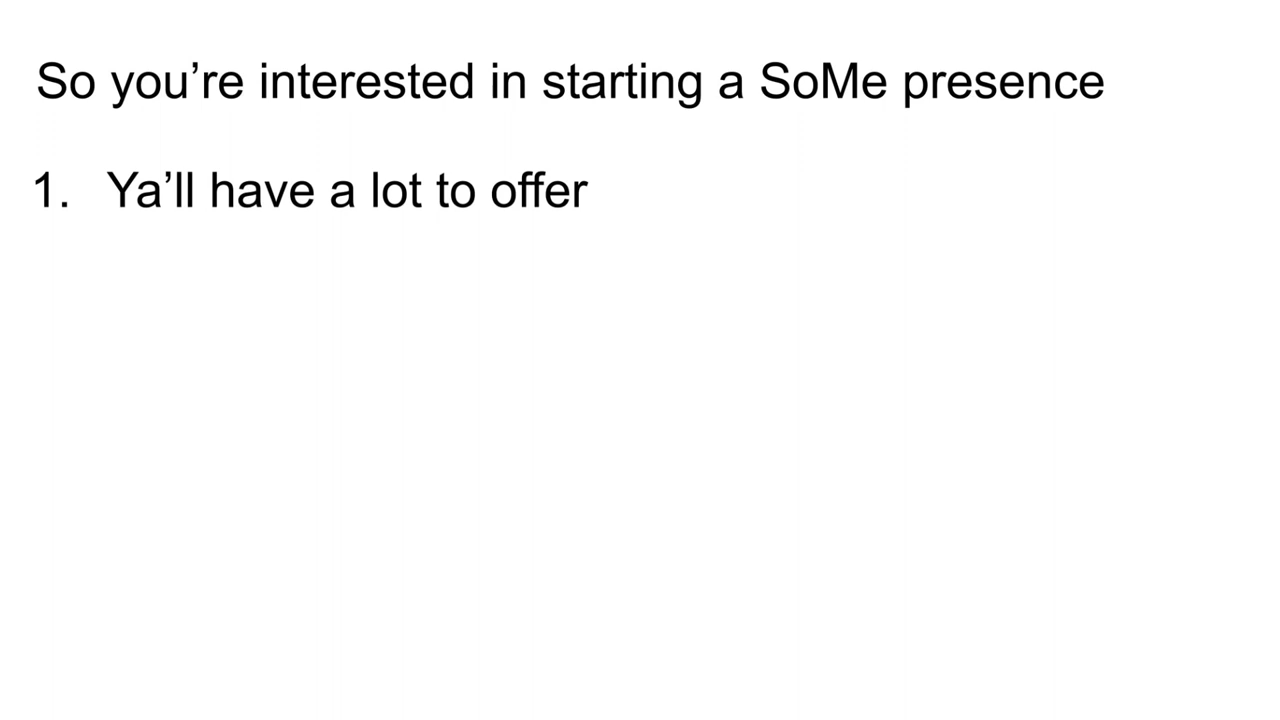 So you’re interested in starting a SoMe presence
1. Ya’ll have a lot to offer